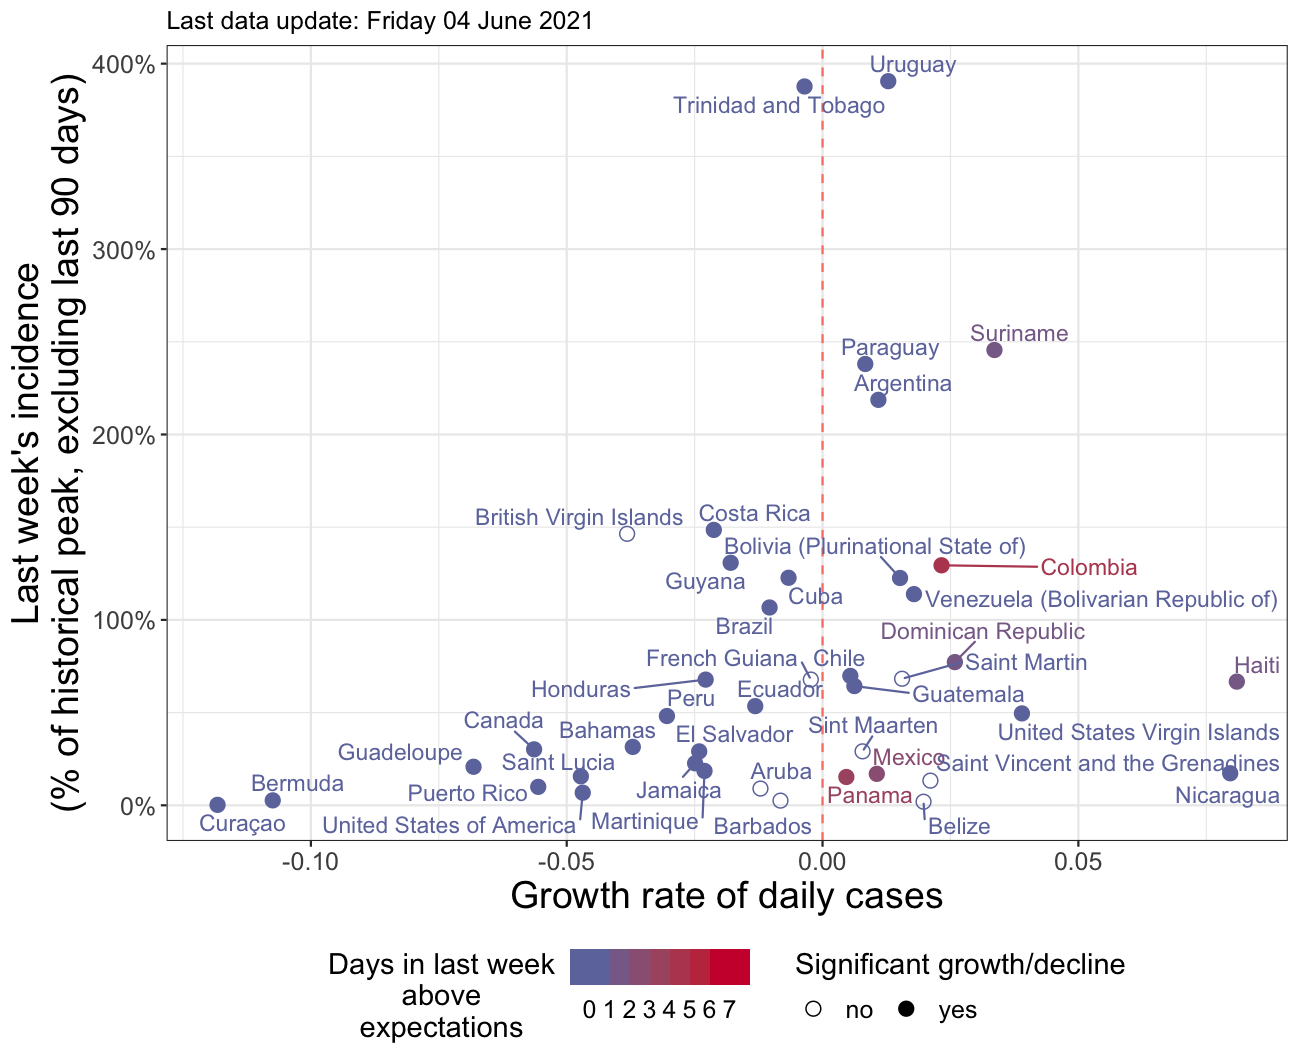 Last data update: Friday 04 June 2021
Last week's incidence
(% of historical peak, excluding last 90 days)
400%
300%
200%
100%
0%
Uruguay
Trinidad and Tobago
Suriname
Paraguay
Argentina
Costa Rica
British Virgin Islands
Bolivia (Plurinational State of)
Colombia
Guyana
Cuba
Venezuela (Bolivarian Republic of)
Brazil
Dominican Republic
French Guiana
Chile
Saint Martin
Haiti
Honduras
Ecuador
Guatemala
Peru
Canada
Bahamas
El Salvador
Sint Maarten
United States Virgin Islands
Guadeloupe
Saint Lucia
Mexico
Saint Vincent and the Grenadines
Aruba
Bermuda
Puerto Rico
Jamaica
Panama
Nicaragua
Curaçao
United States of America
Martinique
Barbados
Belize
-0.10
-0.05
0.00
0.05
Growth rate of daily cases
Days in last week
above
expectations
0 1 2 3 4 5 6 7
Significant growth/decline
no
yes